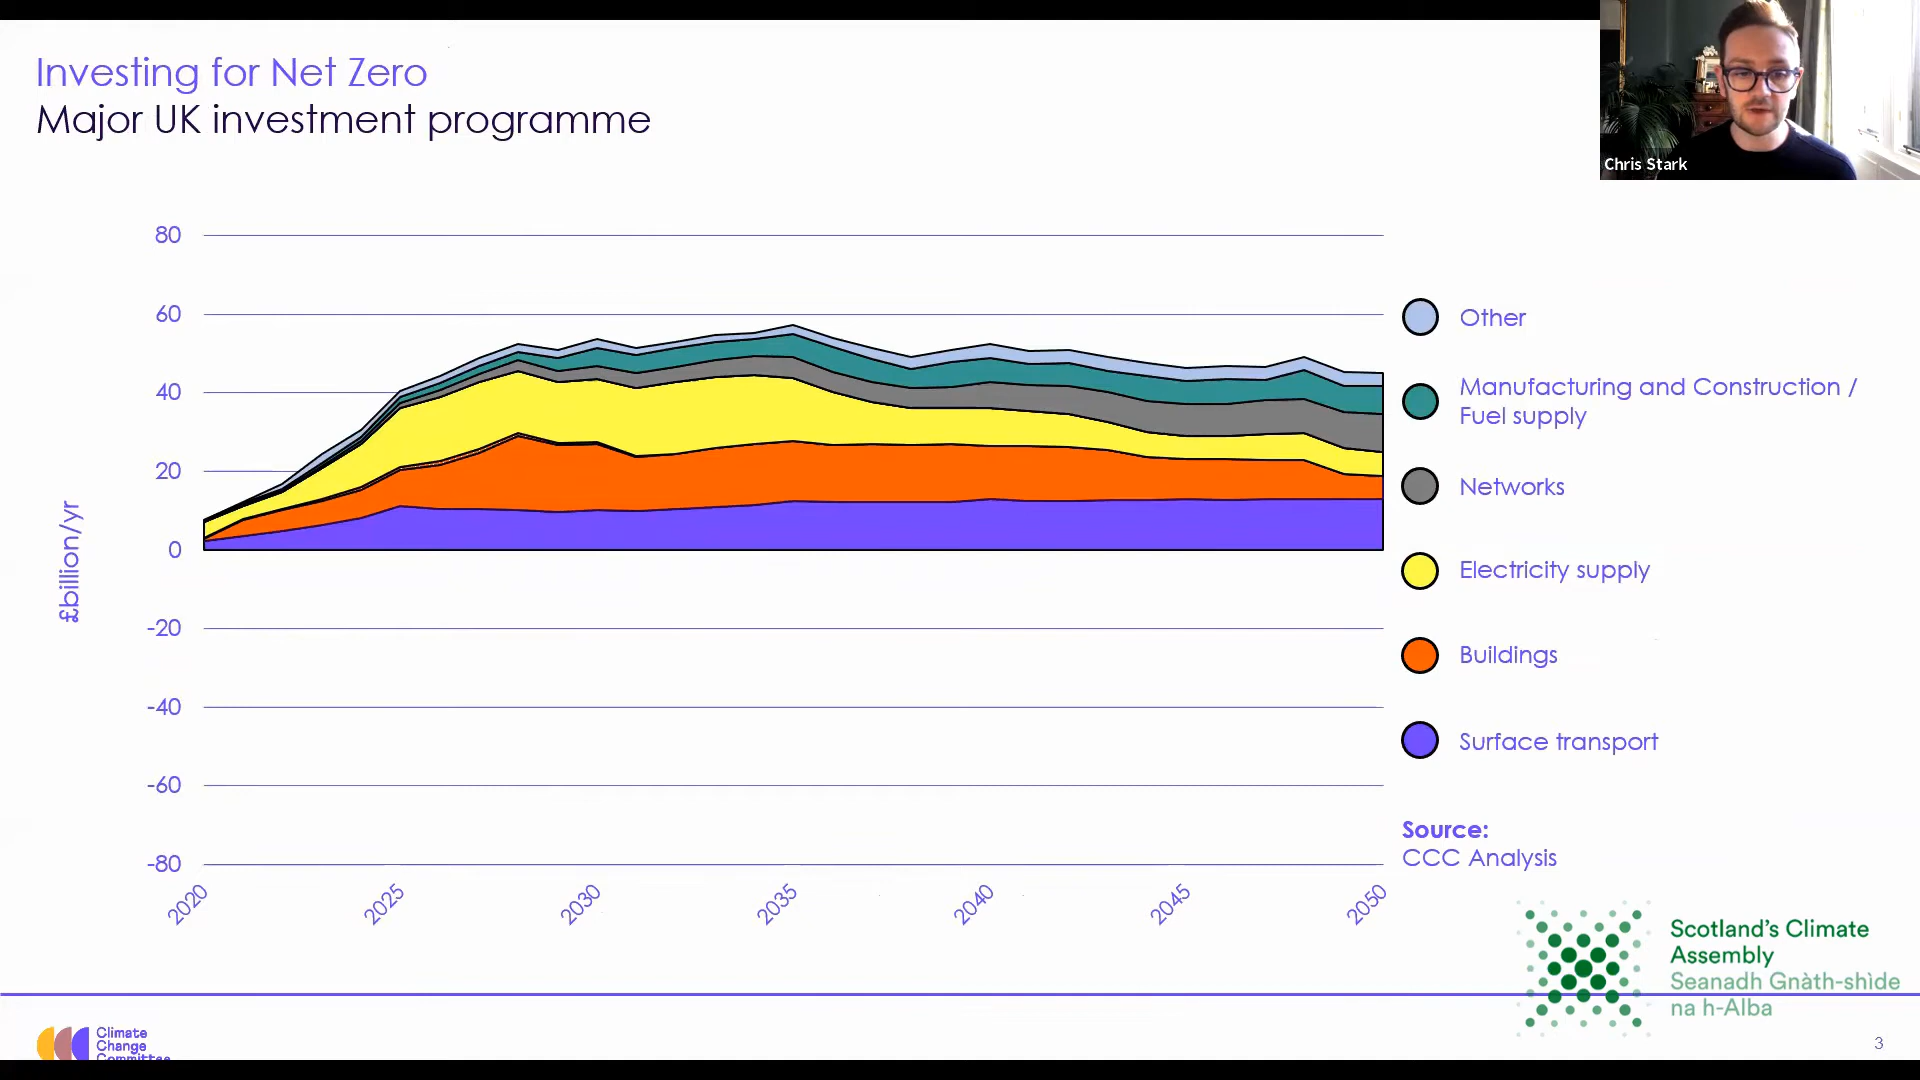 Investing for Net Zero
Major UK investment programme
Chris Stark
80
60
40
20
0
-20
-40
-60
-80
£billion/yr
2020
2025
2030
2035
2040
2045
2050
Other
Manufacturing and Construction /
Fuel supply
Networks
Electricity supply
Buildings
Surface transport
Source:
CCC Analysis
Scotland's Climate
Assembly
Seanadh Gnàth-shìde
na h-Alba
Climate
Change
Committee
3